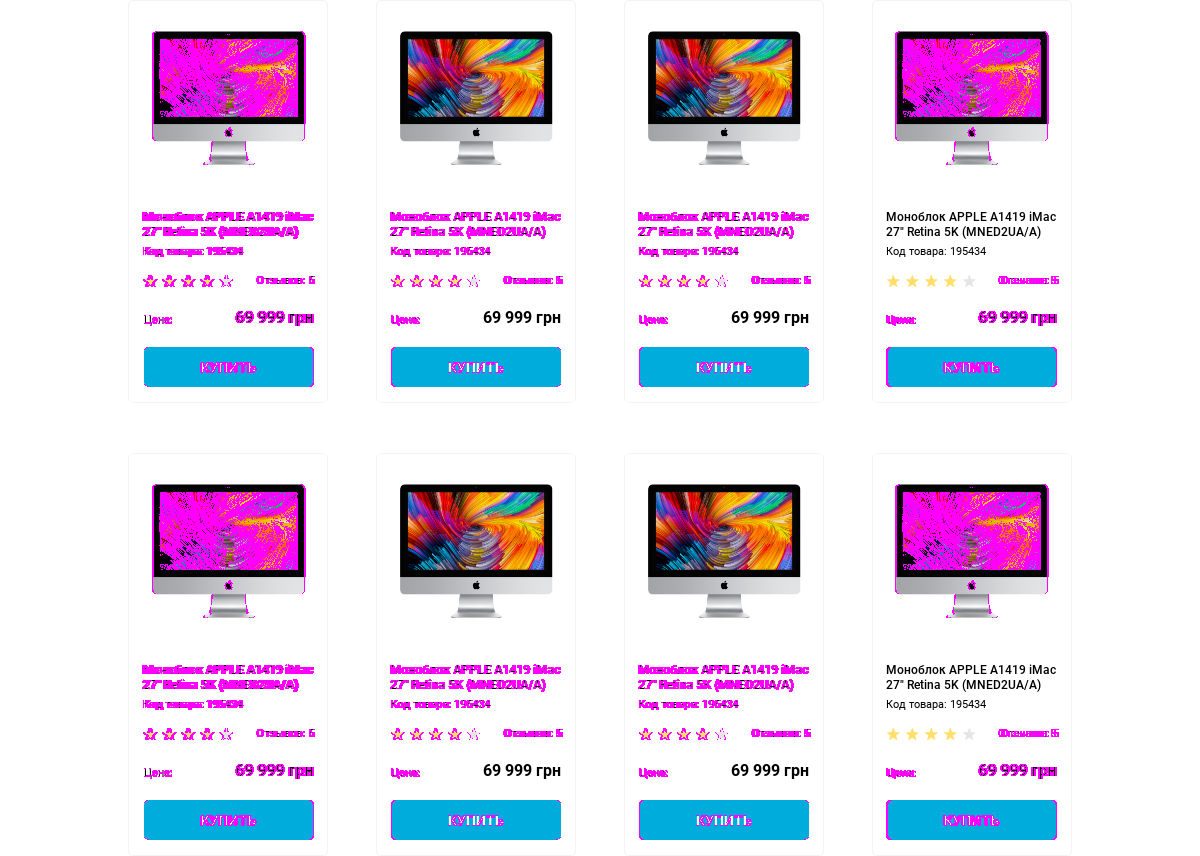 Моноблок APPLE A1419 iMac
27" Retina 5K (MNED2UA/A)
Код товара: 195434
Отзывов: 5
Цена:
69 999 грн
КУПИТЬ
Моноблок APPLE A1419 iMac
27" Retina 5K (MNED2UA/A)
Код товара: 195434
Отзывов: 5
Цена:
69 999 грн
КУПИТЬ
Моноблок APPLE A1419 iMac
27" Retina 5K (MNED2UA/A)
Код товара: 195434
Отзывов: 5
Цена:
69 999 грн
КУПИТЬ
Моноблок APPLE A1419 iMac
27" Retina 5K (MNED2UA/A)
Код товара: 195434
Отзывов: 5
Цена:
69 999 грн
КУПИТЬ
Моноблок APPLE A1419 iMac
27" Retina 5K (MNED2UA/A)
Код товара: 195434
Отзывов: 5
Цена:
69 999 грн
КУПИТЬ
Моноблок APPLE A1419 iMac
27" Retina 5K (MNED2UA/A)
Код товара: 195434
Отзывов: 5
Цена:
69 999 грн
КУПИТЬ
Моноблок APPLE A1419 iMac
27" Retina 5K (MNED2UA/A)
Код товара: 195434
Отзывов: 5
Цена:
69 999 грн
КУПИТЬ
Моноблок APPLE A1419 iMac
27" Retina 5K (MNED2UA/A)
Код товара: 195434
Отзывов: 5
Цена:
69 999 грн
КУПИТЬ